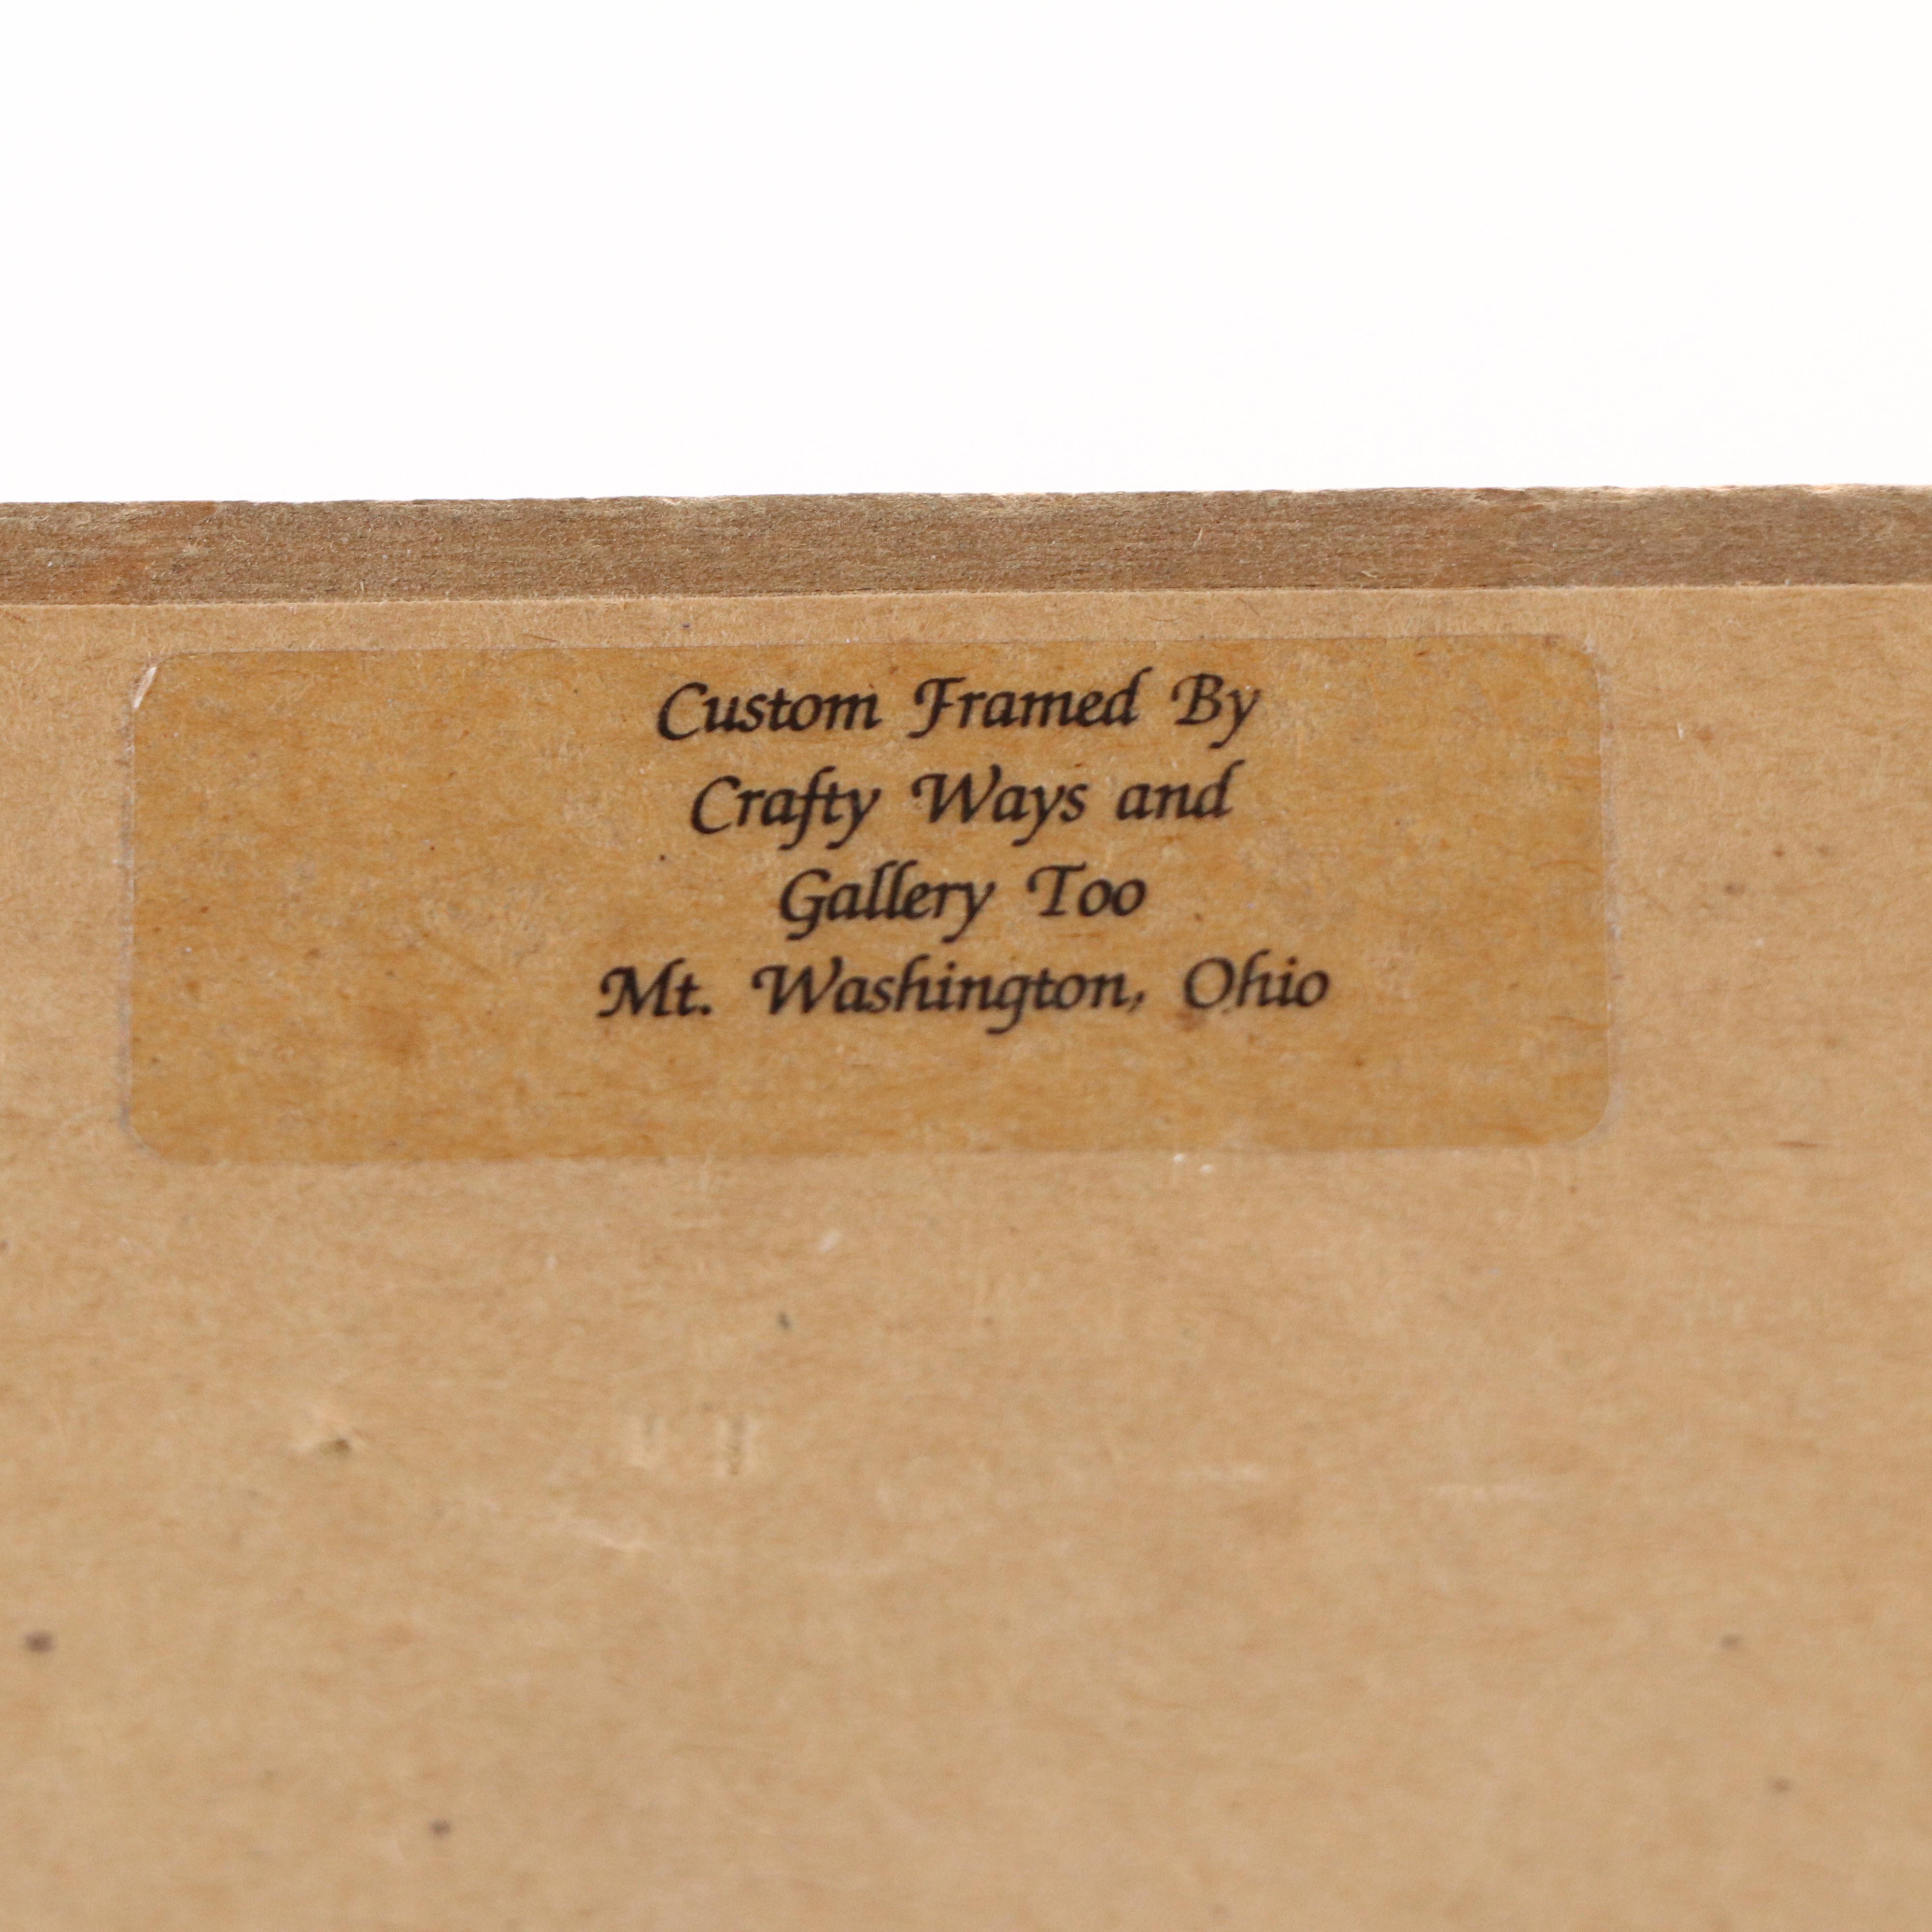 Custom Framed By
Crafty Ways and
Gallery Too
Mt. Washington, Ohio